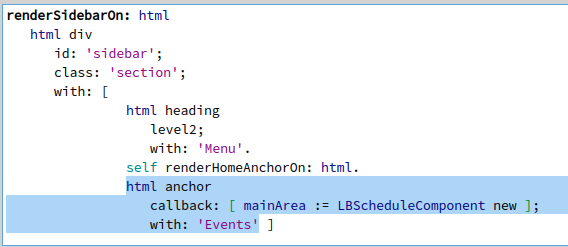 renderSidebarOn: html
html div
id: 'sidebar';
class: 'section';
with: [
html heading
level2;
with: 'Menu'.
self renderHomeAnchorOn: html.
html anchor
callback: [ mainArea := LBScheduleComponent new ];
with: 'Events' ]